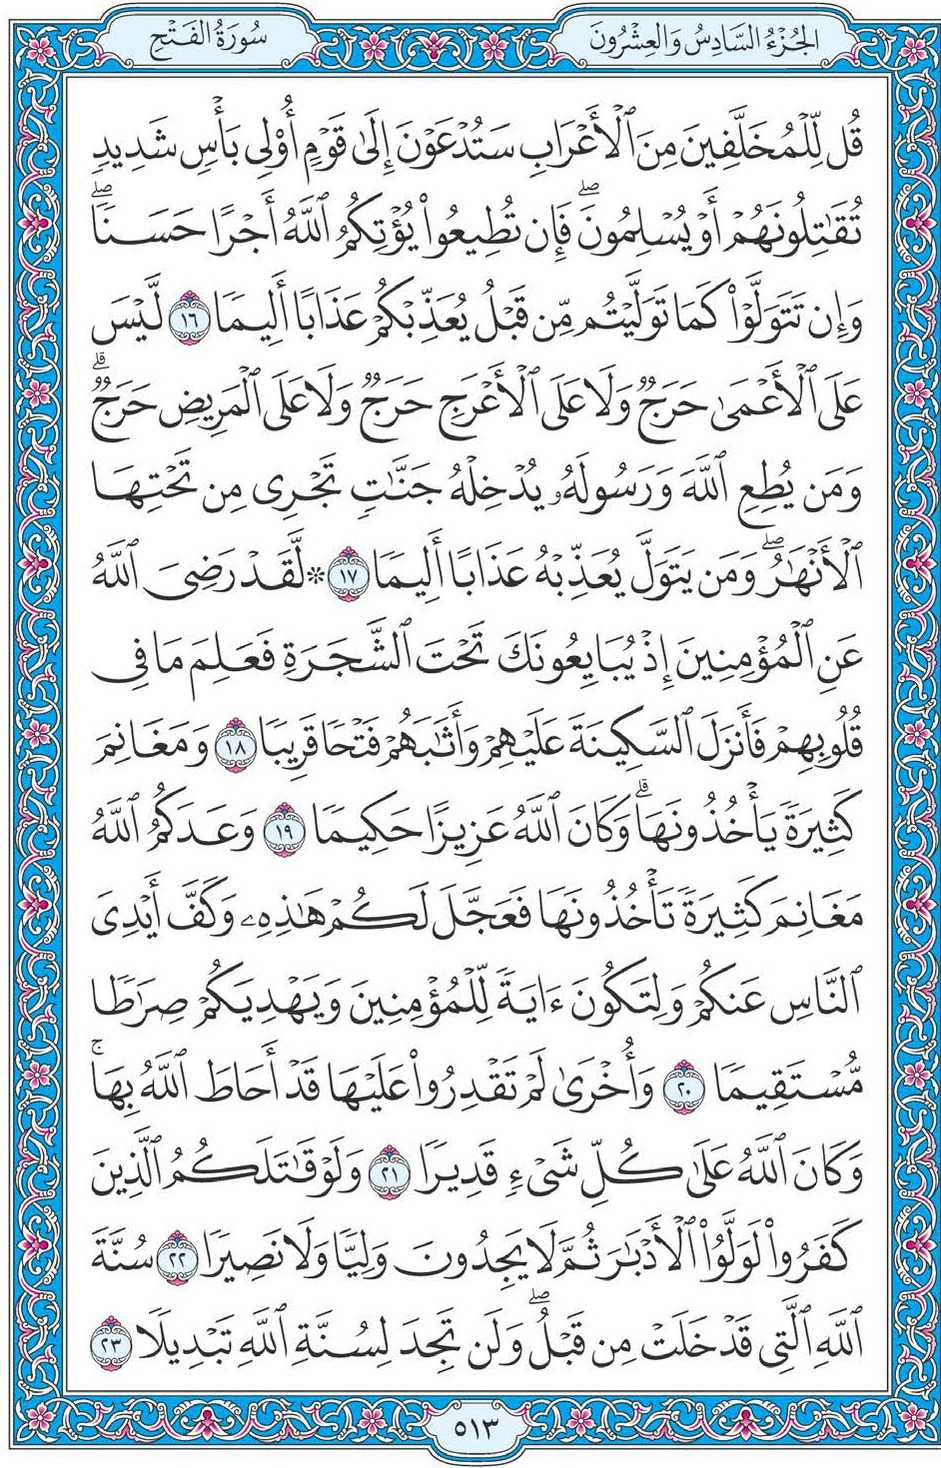 الجُزْءُ السَّادِسُ وَالعِشْرُونَ
سُورَةُ الفَتْحِ
قُل لِّلْمُخَلَّفِينَ مِنَ ٱلْأَعْرَابِ سَتُدْعَوْنَ إِلَىٰ قَوْمٍ أُوْلِى بَأْسٍ شَدِيدٍ
تُقَٰتِلُونَهُمْ أَوْ يُسْلِمُونَۖ فَإِن تُطِيعُوا۟ يُؤْتِكُمُ ٱللَّهُ أَجْرًا حَسَنًاۖ
وَإِن تَتَوَلَّوْا۟ كَمَا تَوَلَّيْتُم مِّن قَبْلُ يُعَذِّبْكُمْ عَذَابًا أَلِيمًا ١٦ لَّيْسَ
عَلَى ٱلْأَعْمَىٰ حَرَجٌ وَلَا عَلَى ٱلْأَعْرَجِ حَرَجٌ وَلَا عَلَى ٱلْمَرِيضِ حَرَجٌۗ
وَمَن يُطِعِ ٱللَّهَ وَرَسُولَهُۥ يُدْخِلْهُ جَنَّٰتٍ تَجْرِى مِن تَحْتِهَا
ٱلْأَنْهَٰرُۖ وَمَن يَتَوَلَّ يُعَذِّبْهُ عَذَابًا أَلِيمًا ١٧ * لَّقَدْ رَضِىَ ٱللَّهُ
عَنِ ٱلْمُؤْمِنِينَ إِذْ يُبَايِعُونَكَ تَحْتَ ٱلشَّجَرَةِ فَعَلِمَ مَا فِى
قُلُوبِهِمْ فَأَنزَلَ ٱلسَّكِينَةَ عَلَيْهِمْ وَأَثَٰبَهُمْ فَتْحًا قَرِيبًا ١٨ وَمَغَانِمَ
كَثِيرَةً يَأْخُذُونَهَاۗ وَكَانَ ٱللَّهُ عَزِيزًا حَكِيمًا ١٩ وَعَدَكُمُ ٱللَّهُ
مَغَانِمَ كَثِيرَةً تَأْخُذُونَهَا فَعَجَّلَ لَكُمْ هَٰذِهِۦ وَكَفَّ أَيْدِىَ
ٱلنَّاسِ عَنكُمْ وَلِتَكُونَ ءَايَةً لِّلْمُؤْمِنِينَ وَيَهْدِيَكُمْ صِرَٰطًا
مُّسْتَقِيمًا ٢٠ وَأُخْرَىٰ لَمْ تَقْدِرُوا۟ عَلَيْهَا قَدْ أَحَاطَ ٱللَّهُ بِهَاۚ
وَكَانَ ٱللَّهُ عَلَىٰ كُلِّ شَىْءٍ قَدِيرًا ٢١ وَلَوْ قَٰتَلَكُمُ ٱلَّذِينَ
كَفَرُوا۟ لَوَلَّوُا۟ ٱلْأَدْبَٰرَ ثُمَّ لَا يَجِدُونَ وَلِيًّا وَلَا نَصِيرًا ٢٢ سُنَّةَ
ٱللَّهِ ٱلَّتِى قَدْ خَلَتْ مِن قَبْلُۖ وَلَن تَجِدَ لِسُنَّةِ ٱللَّهِ تَبْدِيلًا ٢٣
٥١٣